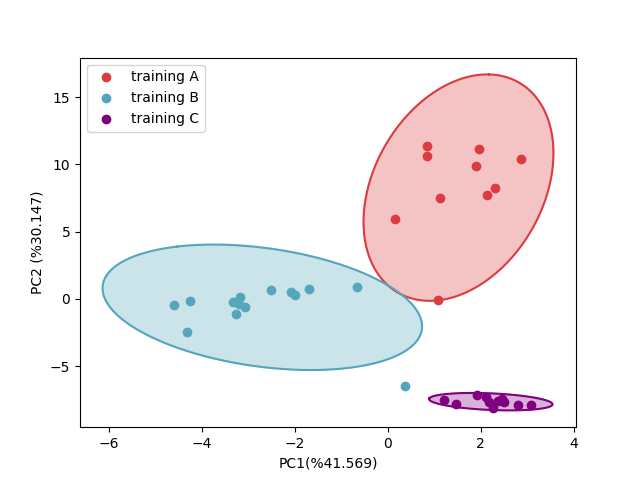 training A
training B
training C
15
10
5
0
−5
PC2 (%30.147)
−6
−4
−2
0
2
4
PC1(%41.569)